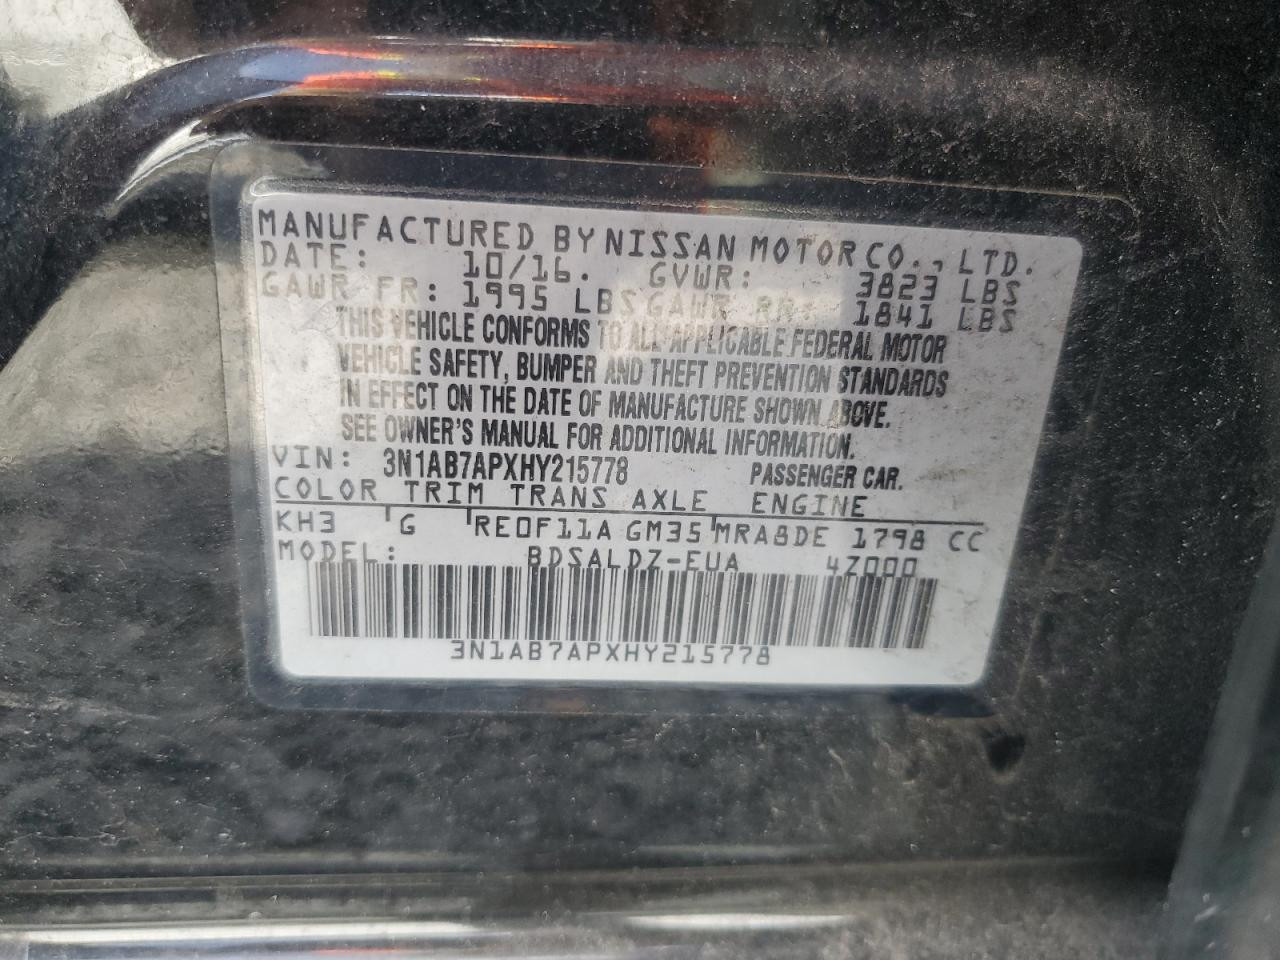 MANUFACTURED BY NISSAN MOTOR CO., LTD.
DATE: 10/16. GVWR: 3823 LBS
GAWR FR: 1995 LBS GAWR RR: 1841 LBS
THIS VEHICLE CONFORMS TO ALL APPLICABLE FEDERAL MOTOR
VEHICLE SAFETY, BUMPER AND THEFT PREVENTION STANDARDS
IN EFFECT ON THE DATE OF MANUFACTURE SHOWN ABOVE.
SEE OWNER'S MANUAL FOR ADDITIONAL INFORMATION.
VIN: 3N1AB7APXHY215778 PASSENGER CAR.
COLOR TRIM TRANS AXLE ENGINE
KH3 G RE0F11A GM35 MRA8DE 1798 CC
MODEL: BDSALDZ-EUA 4Z000
3N1AB7APXHY215778